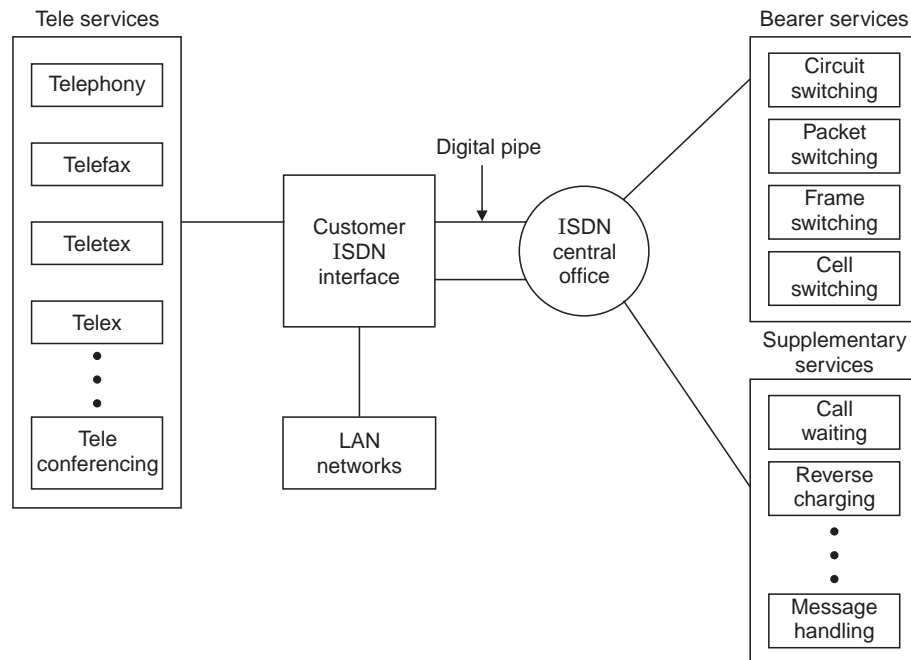 Tele services
Telephony
Telefax
Teletex
Telex
Tele
conferencing
Customer
ISDN
interface
LAN
networks
Digital pipe
ISDN
central
office
Bearer services
Circuit
switching
Packet
switching
Frame
switching
Cell
switching
Supplementary
services
Call
waiting
Reverse
charging
Message
handling